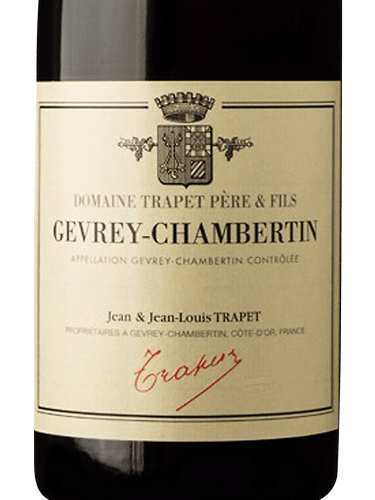 DOMAINE TRAPET PÈRE & FILS
GEVREY-CHAMBERTIN
APPELLATION GEVREY-CHAMBERTIN CONTRÔLÉE
Jean & Jean-Louis TRAPET
PROPRIÉTAIRES A GEVREY-CHAMBERTIN, CÔTE-D'OR, FRANCE
Trapet